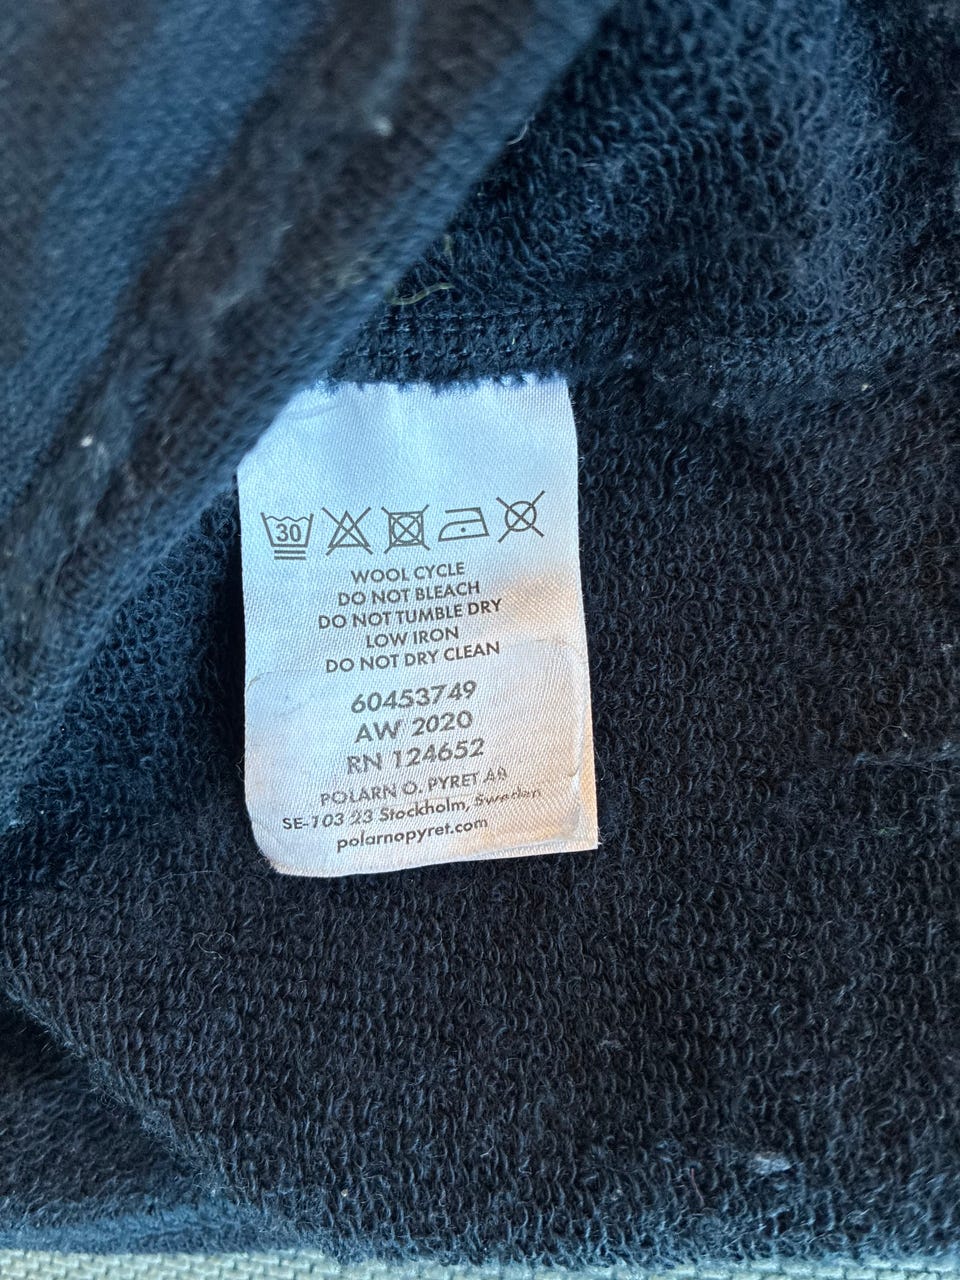 30
WOOL CYCLE
DO NOT BLEACH
DO NOT TUMBLE DRY
LOW IRON
DO NOT DRY CLEAN
60453749
AW 2020
RN 124652
POLARN O. PYRET AB
SE-103 23 Stockholm, Sweden
polarnopyret.com